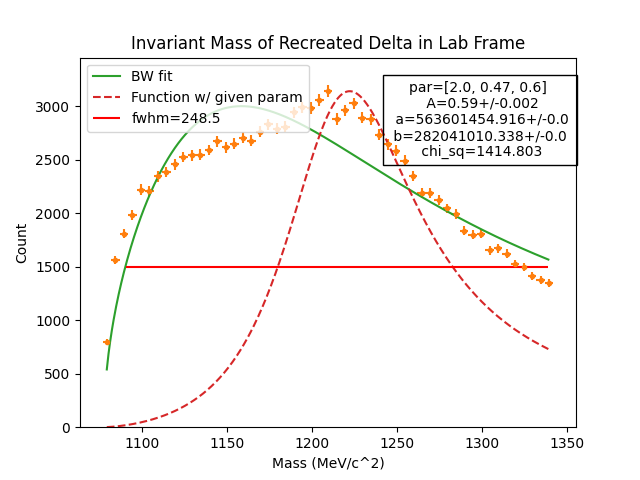 Invariant Mass of Recreated Delta in Lab Frame
BW fit
Function w/ given param
fwhm=248.5
par=[2.0, 0.47, 0.6]
A=0.59+/-0.002
a=563601454.916+/-0.0
b=282041010.338+/-0.0
chi_sq=1414.803
Count
3000
2500
2000
1500
1000
500
0
1100
1150
1200
1250
1300
1350
Mass (MeV/c^2)